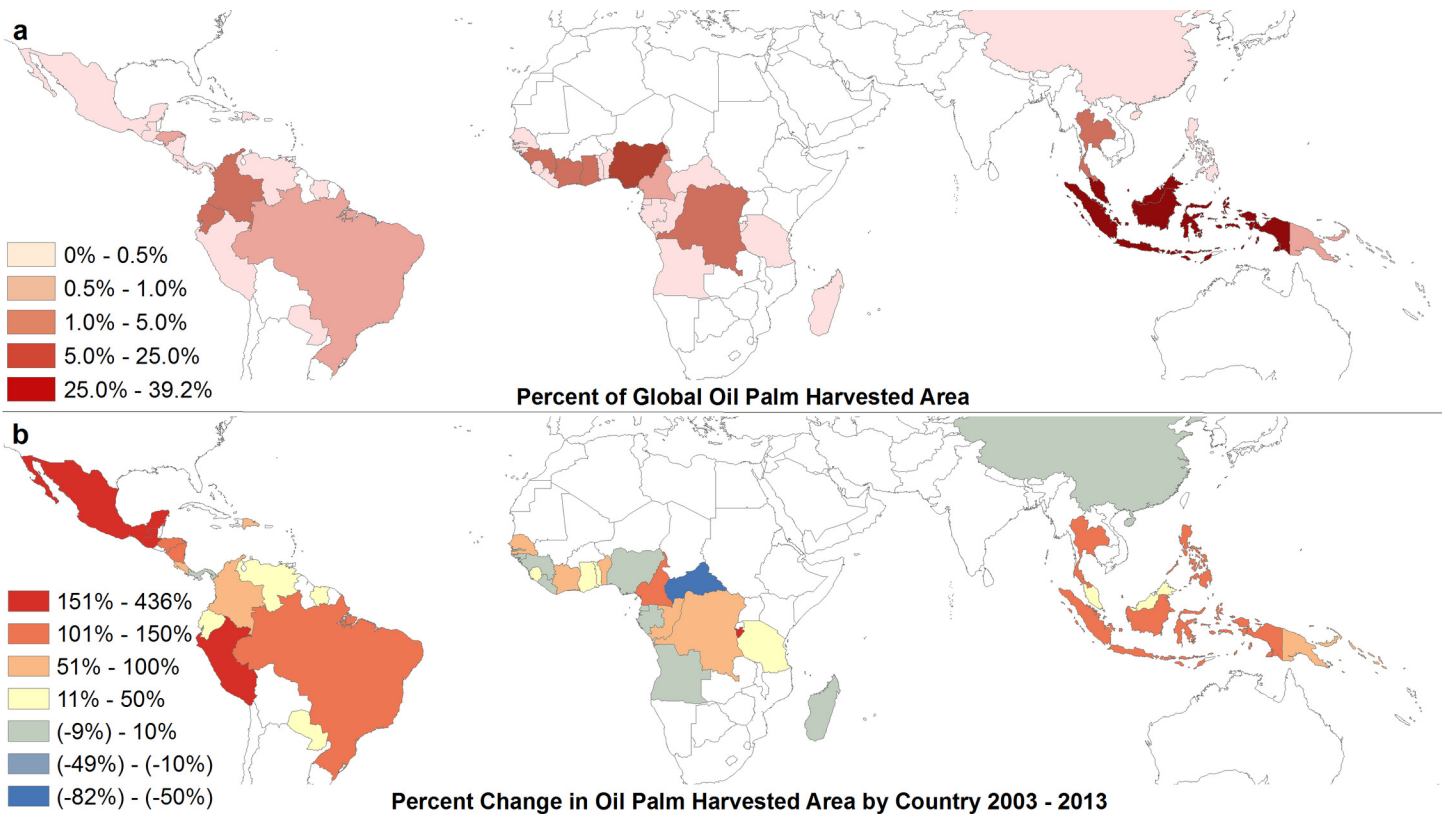 a
0% - 0.5%
0.5% - 1.0%
1.0% - 5.0%
5.0% - 25.0%
25.0% - 39.2%
Percent of Global Oil Palm Harvested Area
b
151% - 436%
101% - 150%
51% - 100%
11% - 50%
(-9%) - 10%
(-49%) - (-10%)
(-82%) - (-50%)
Percent Change in Oil Palm Harvested Area by Country 2003 - 2013